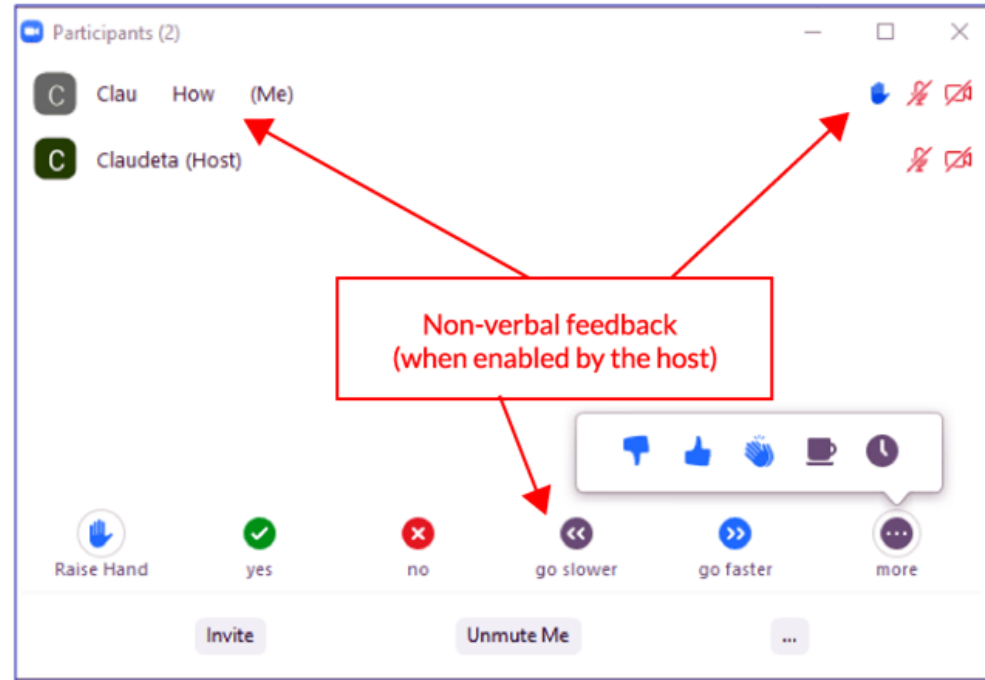 Participants (2)
C Clau How (Me)
C Claudeta (Host)
Non-verbal feedback
(when enabled by the host)
Raise Hand yes no go slower go faster more
Invite Unmute Me ...